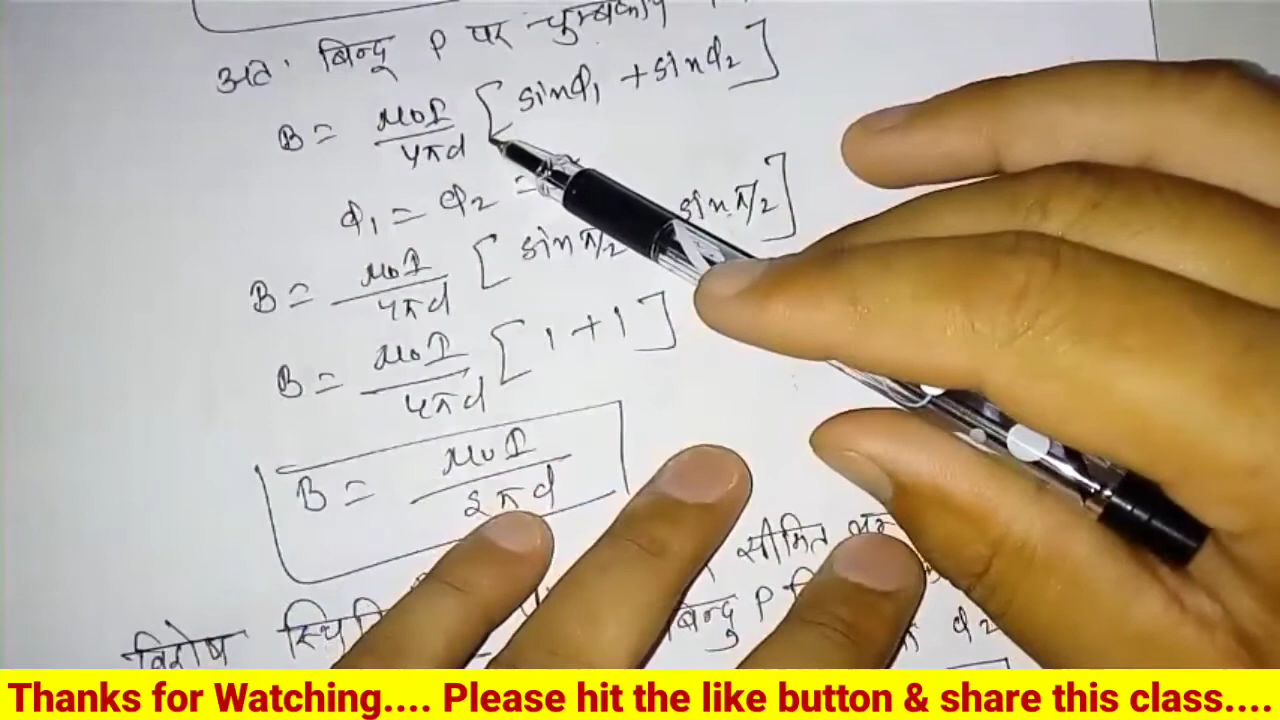 अतः बिन्दु P पर चुम्बकीय
B = μ₀I/4πd [sinΦ₁ + sinΦ₂]
Φ₁ = Φ₂ =
B = μ₀I/4πd [sin π/2 sin π/2]
B = μ₀I/4πd [1 + 1]
B = μ₀I/2πd
विशेष सीमित
बिन्दु P
Thanks for Watching.... Please hit the like button & share this class....